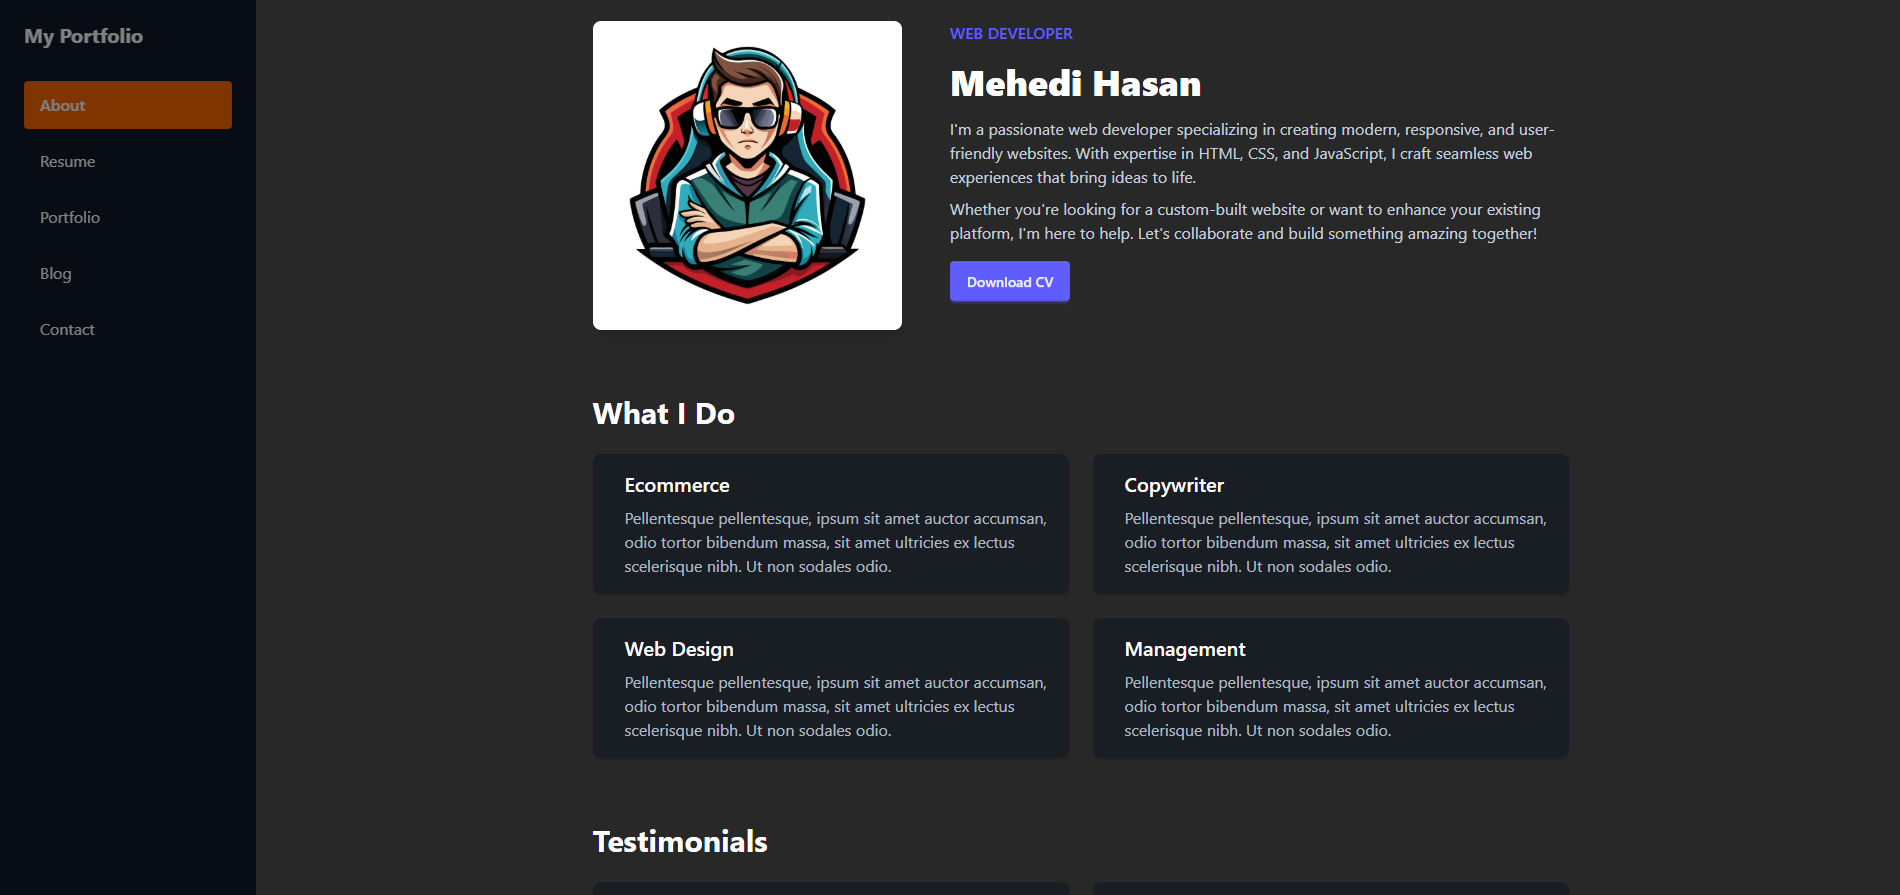 My Portfolio
About
Resume
Portfolio
Blog
Contact
WEB DEVELOPER
Mehedi Hasan
I'm a passionate web developer specializing in creating modern, responsive, and user-
friendly websites. With expertise in HTML, CSS, and JavaScript, I craft seamless web
experiences that bring ideas to life.
Whether you're looking for a custom-built website or want to enhance your existing
platform, I'm here to help. Let's collaborate and build something amazing together!
Download CV
What I Do
Ecommerce
Pellentesque pellentesque, ipsum sit amet auctor accumsan,
odio tortor bibendum massa, sit amet ultricies ex lectus
scelerisque nibh. Ut non sodales odio.
Copywriter
Pellentesque pellentesque, ipsum sit amet auctor accumsan,
odio tortor bibendum massa, sit amet ultricies ex lectus
scelerisque nibh. Ut non sodales odio.
Web Design
Pellentesque pellentesque, ipsum sit amet auctor accumsan,
odio tortor bibendum massa, sit amet ultricies ex lectus
scelerisque nibh. Ut non sodales odio.
Management
Pellentesque pellentesque, ipsum sit amet auctor accumsan,
odio tortor bibendum massa, sit amet ultricies ex lectus
scelerisque nibh. Ut non sodales odio.
Testimonials